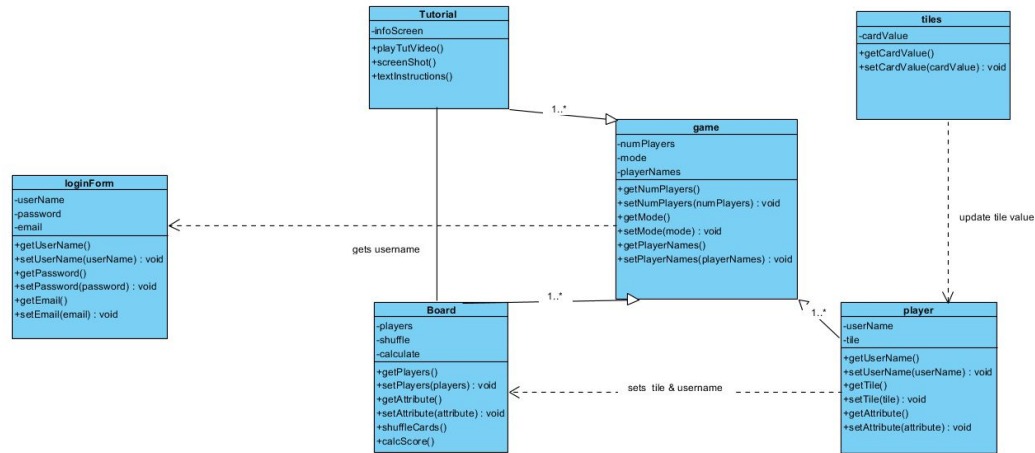 Tutorial
-infoScreen
+playTutVideo()
+screenShot()
+textInstructions()
tiles
-cardValue
+getCardValue()
+setCardValue(cardValue) : void
1..*
game
-numPlayers
-mode
-playerNames
+getNumPlayers()
+setNumPlayers(numPlayers) : void
+getMode()
+setMode(mode) : void
+getPlayerNames()
+setPlayerNames(playerNames) : void
loginForm
-userName
-password
-email
+getUserName()
+setUserName(userName) : void
+getPassword()
+setPassword(password) : void
+getEmail()
+setEmail(email) : void
update tile value
gets username
1..*
1..*
Board
-players
-shuffle
-calculate
+getPlayers()
+setPlayers(players) : void
+getAttribute()
+setAttribute(attribute) : void
+shuffleCards()
+calcScore()
player
-userName
-tile
+getUserName()
+setUserName(userName) : void
+getTile()
+setTile(tile) : void
+getAttribute()
+setAttribute(attribute) : void
sets tile & username